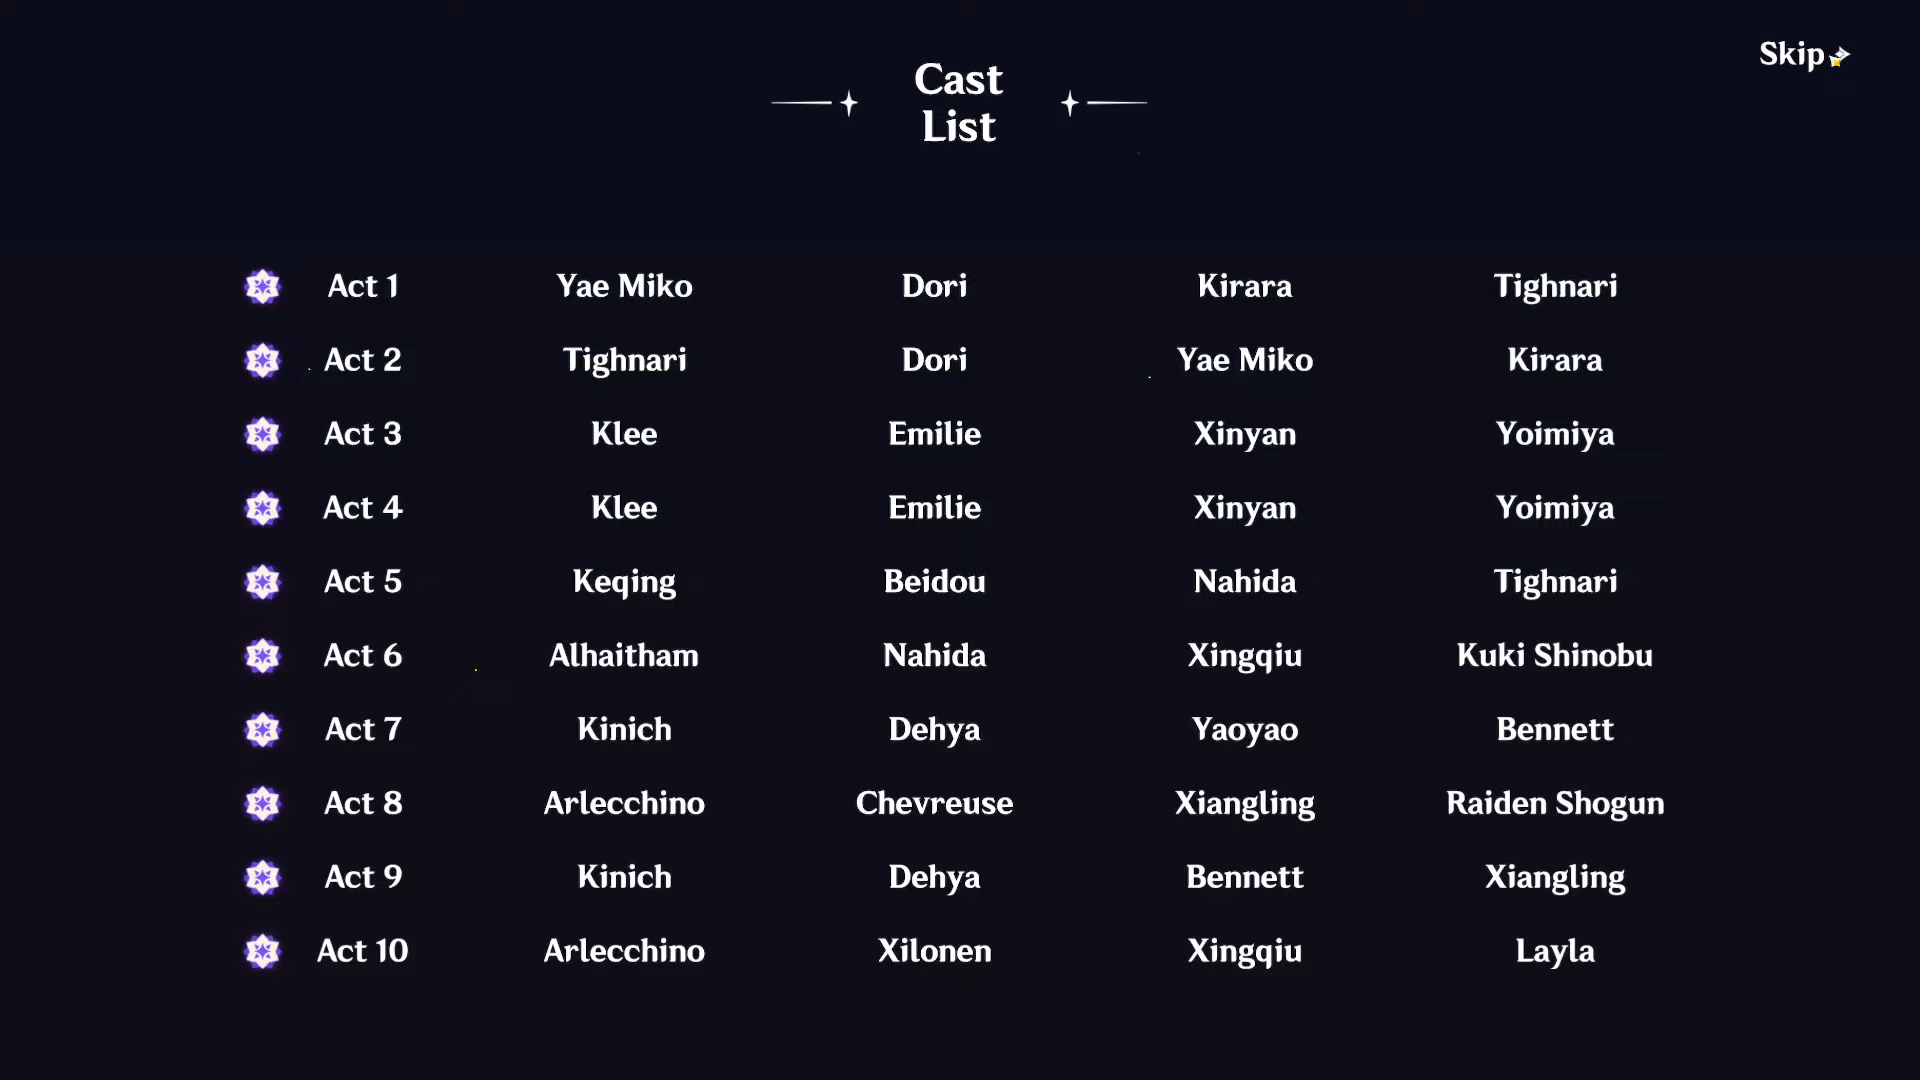 Skip
Cast
List
Act 1 Yae Miko Dori Kirara Tighnari
Act 2 Tighnari Dori Yae Miko Kirara
Act 3 Klee Emilie Xinyan Yoimiya
Act 4 Klee Emilie Xinyan Yoimiya
Act 5 Keqing Beidou Nahida Tighnari
Act 6 Alhaitham Nahida Xingqiu Kuki Shinobu
Act 7 Kinich Dehya Yaoyao Bennett
Act 8 Arlecchino Chevreuse Xiangling Raiden Shogun
Act 9 Kinich Dehya Bennett Xiangling
Act 10 Arlecchino Xilonen Xingqiu Layla